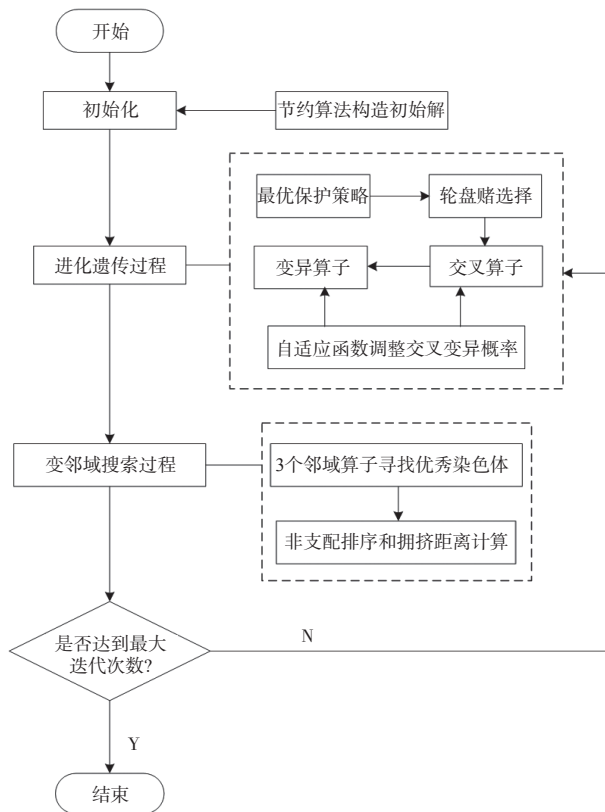 开始
初始化
节约算法构造初始解
最优保护策略
轮盘赌选择
进化遗传过程
变异算子
交叉算子
自适应函数调整交叉变异概率
变邻域搜索过程
3个邻域算子寻找优秀染色体
非支配排序和拥挤距离计算
是否达到最大
迭代次数?
N
Y
结束